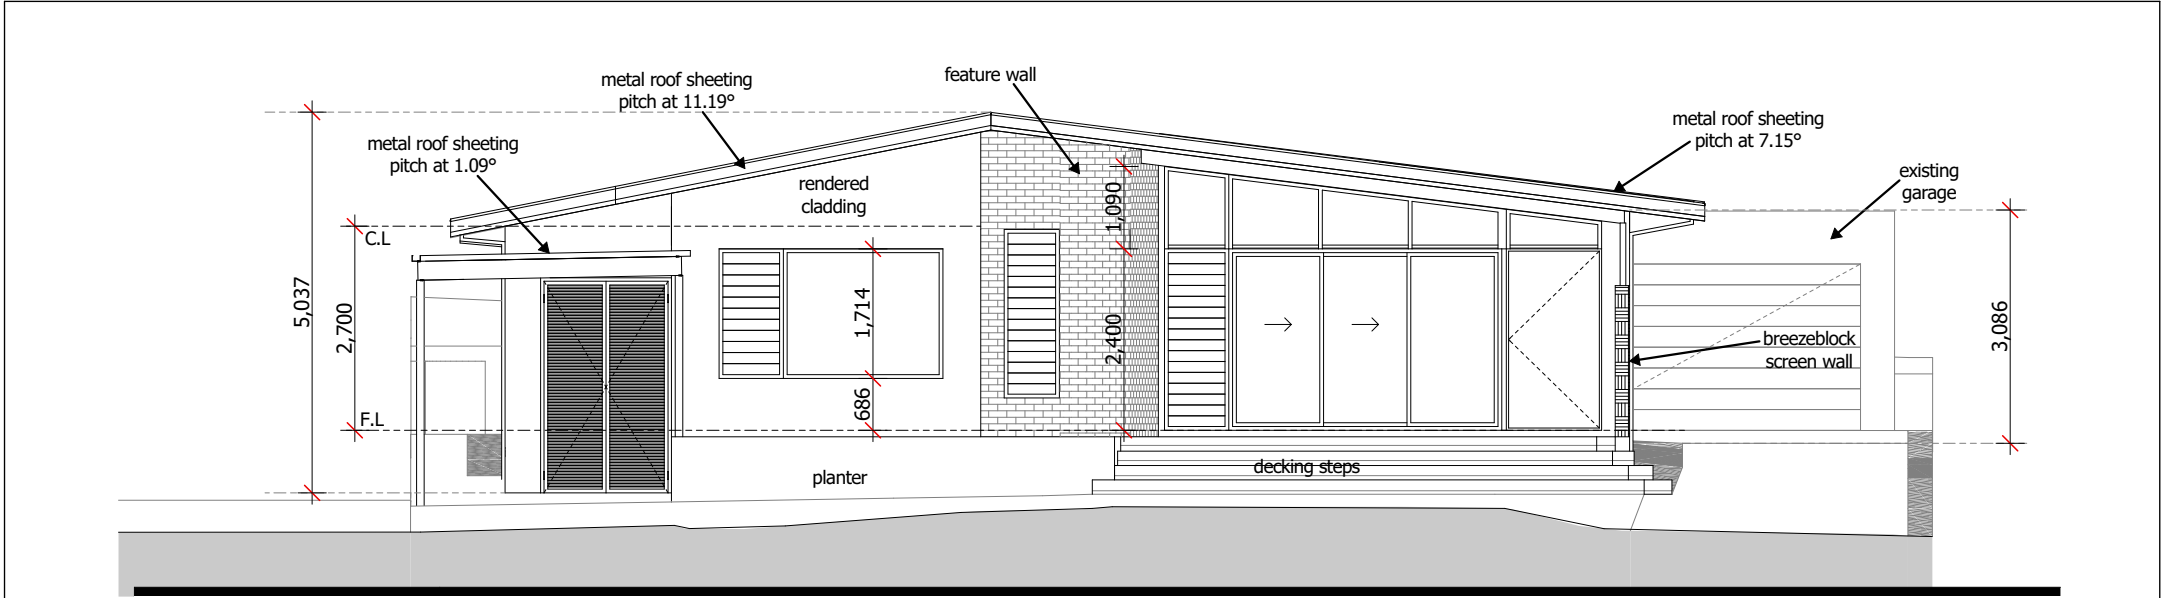 metal roof sheeting
pitch at 11.19°
feature wall
metal roof sheeting
pitch at 7.15°
metal roof sheeting
pitch at 1.09°
existing
garage
rendered
cladding
C.L
1,090
5,037
2,700
1,714
2,400
3,086
breezeblock
screen wall
686
F.L
decking steps
planter